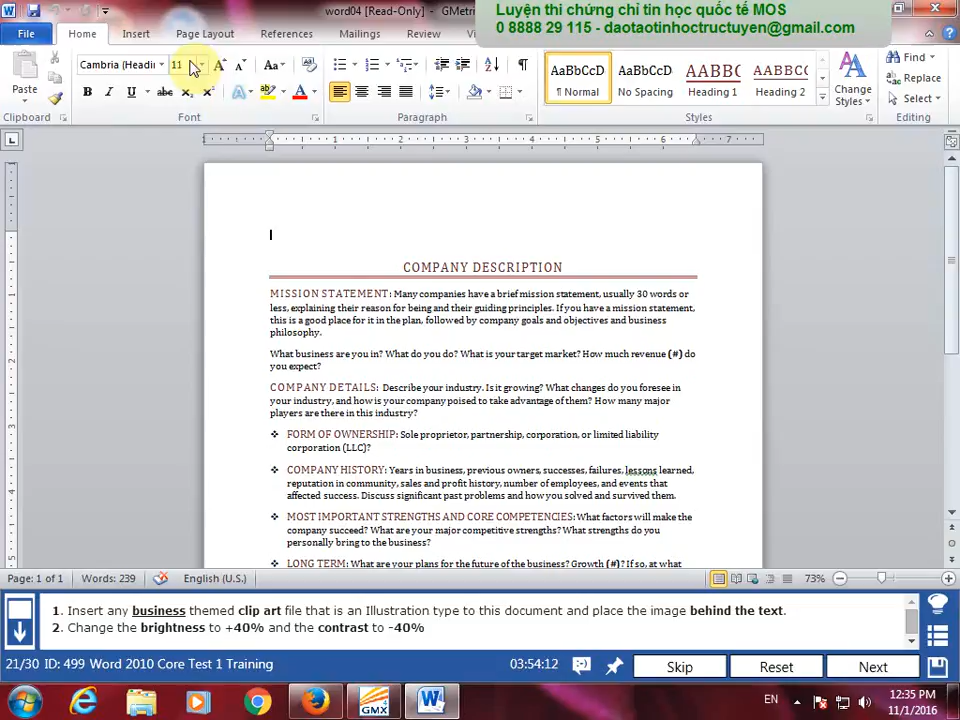 word04 [Read-Only] - GMetri
Luyện thi chứng chỉ tin học quốc tế MOS
0 8888 29 115 - daotaotinhoctructuyen@gmail.com
File Home Insert Page Layout References Mailings Review
Cambria (Headi 11
Paste
Clipboard Font Paragraph Styles Editing
AaBbCcD AaBbCcD AABBC AABBCC
¶ Normal No Spacing Heading 1 Heading 2
Change Styles
Find
Replace
Select
COMPANY DESCRIPTION
MISSION STATEMENT: Many companies have a brief mission statement, usually 30 words or
less, explaining their reason for being and their guiding principles. If you have a mission statement,
this is a good place for it in the plan, followed by company goals and objectives and business
philosophy.
What business are you in? What do you do? What is your target market? How much revenue (#) do
you expect?
COMPANY DETAILS: Describe your industry. Is it growing? What changes do you foresee in
your industry, and how is your company poised to take advantage of them? How many major
players are there in this industry?
❖ FORM OF OWNERSHIP: Sole proprietor, partnership, corporation, or limited liability
corporation (LLC)?
❖ COMPANY HISTORY: Years in business, previous owners, successes, failures, lessons learned,
reputation in community, sales and profit history, number of employees, and events that
affected success. Discuss significant past problems and how you solved and survived them.
❖ MOST IMPORTANT STRENGTHS AND CORE COMPETENCIES: What factors will make the
company succeed? What are your major competitive strengths? What strengths do you
personally bring to the business?
❖ LONG TERM: What are your plans for the future of the business? Growth (#)? If so, at what
Page: 1 of 1 Words: 239 English (U.S.) 73%
1. Insert any business themed clip art file that is an Illustration type to this document and place the image behind the text.
2. Change the brightness to +40% and the contrast to -40%
21/30 ID: 499 Word 2010 Core Test 1 Training 03:54:12 Skip Reset Next
GMX
EN
12:35 PM
11/1/2016